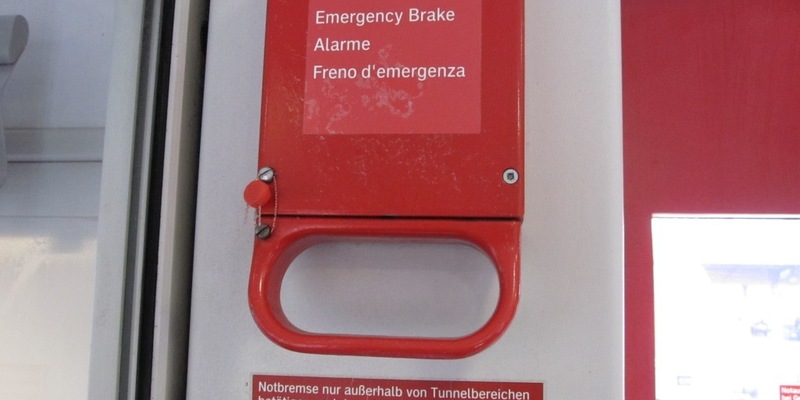 Emergency Brake
Alarme
Freno d'emergenza
Notbremse nur außerhalb von Tunnelbereichen